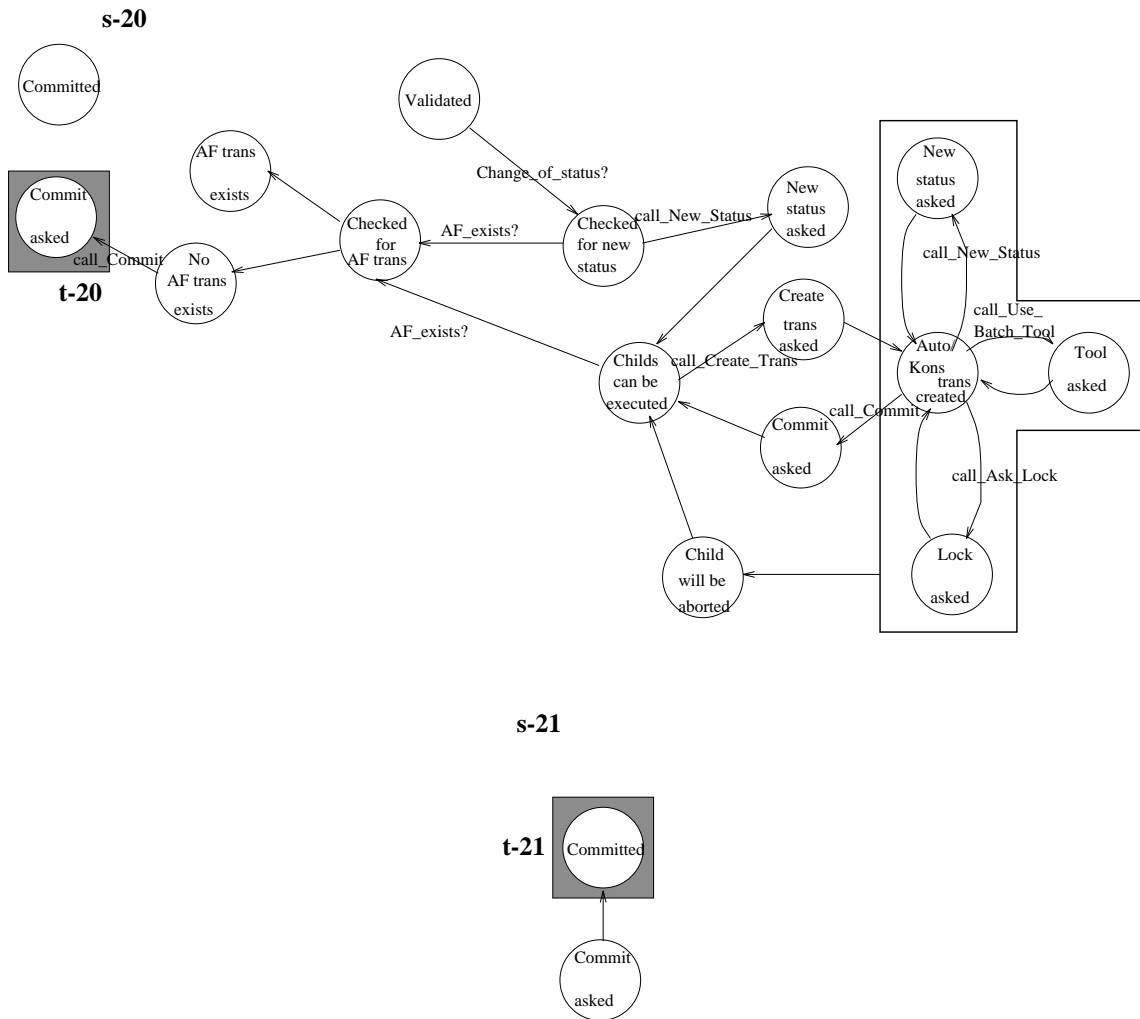 s-20
Committed
Validated
AF trans
exists
Commit
asked
t-20
call_Commit
No
AF trans
exists
Checked
for
AF trans
AF_exists?
Change_of_status?
Checked
for new
status
call_New_Status
New
status
asked
New
status
asked
call_New_Status
Create
trans
asked
call_Create_Trans
AF_exists?
Childs
can be
executed
Auto/
Kons
trans
created
call_Use_
Batch_Tool
Tool
asked
call_Commit
Commit
asked
call_Ask_Lock
Child
will be
aborted
Lock
asked
s-21
t-21
Committed
Commit
asked